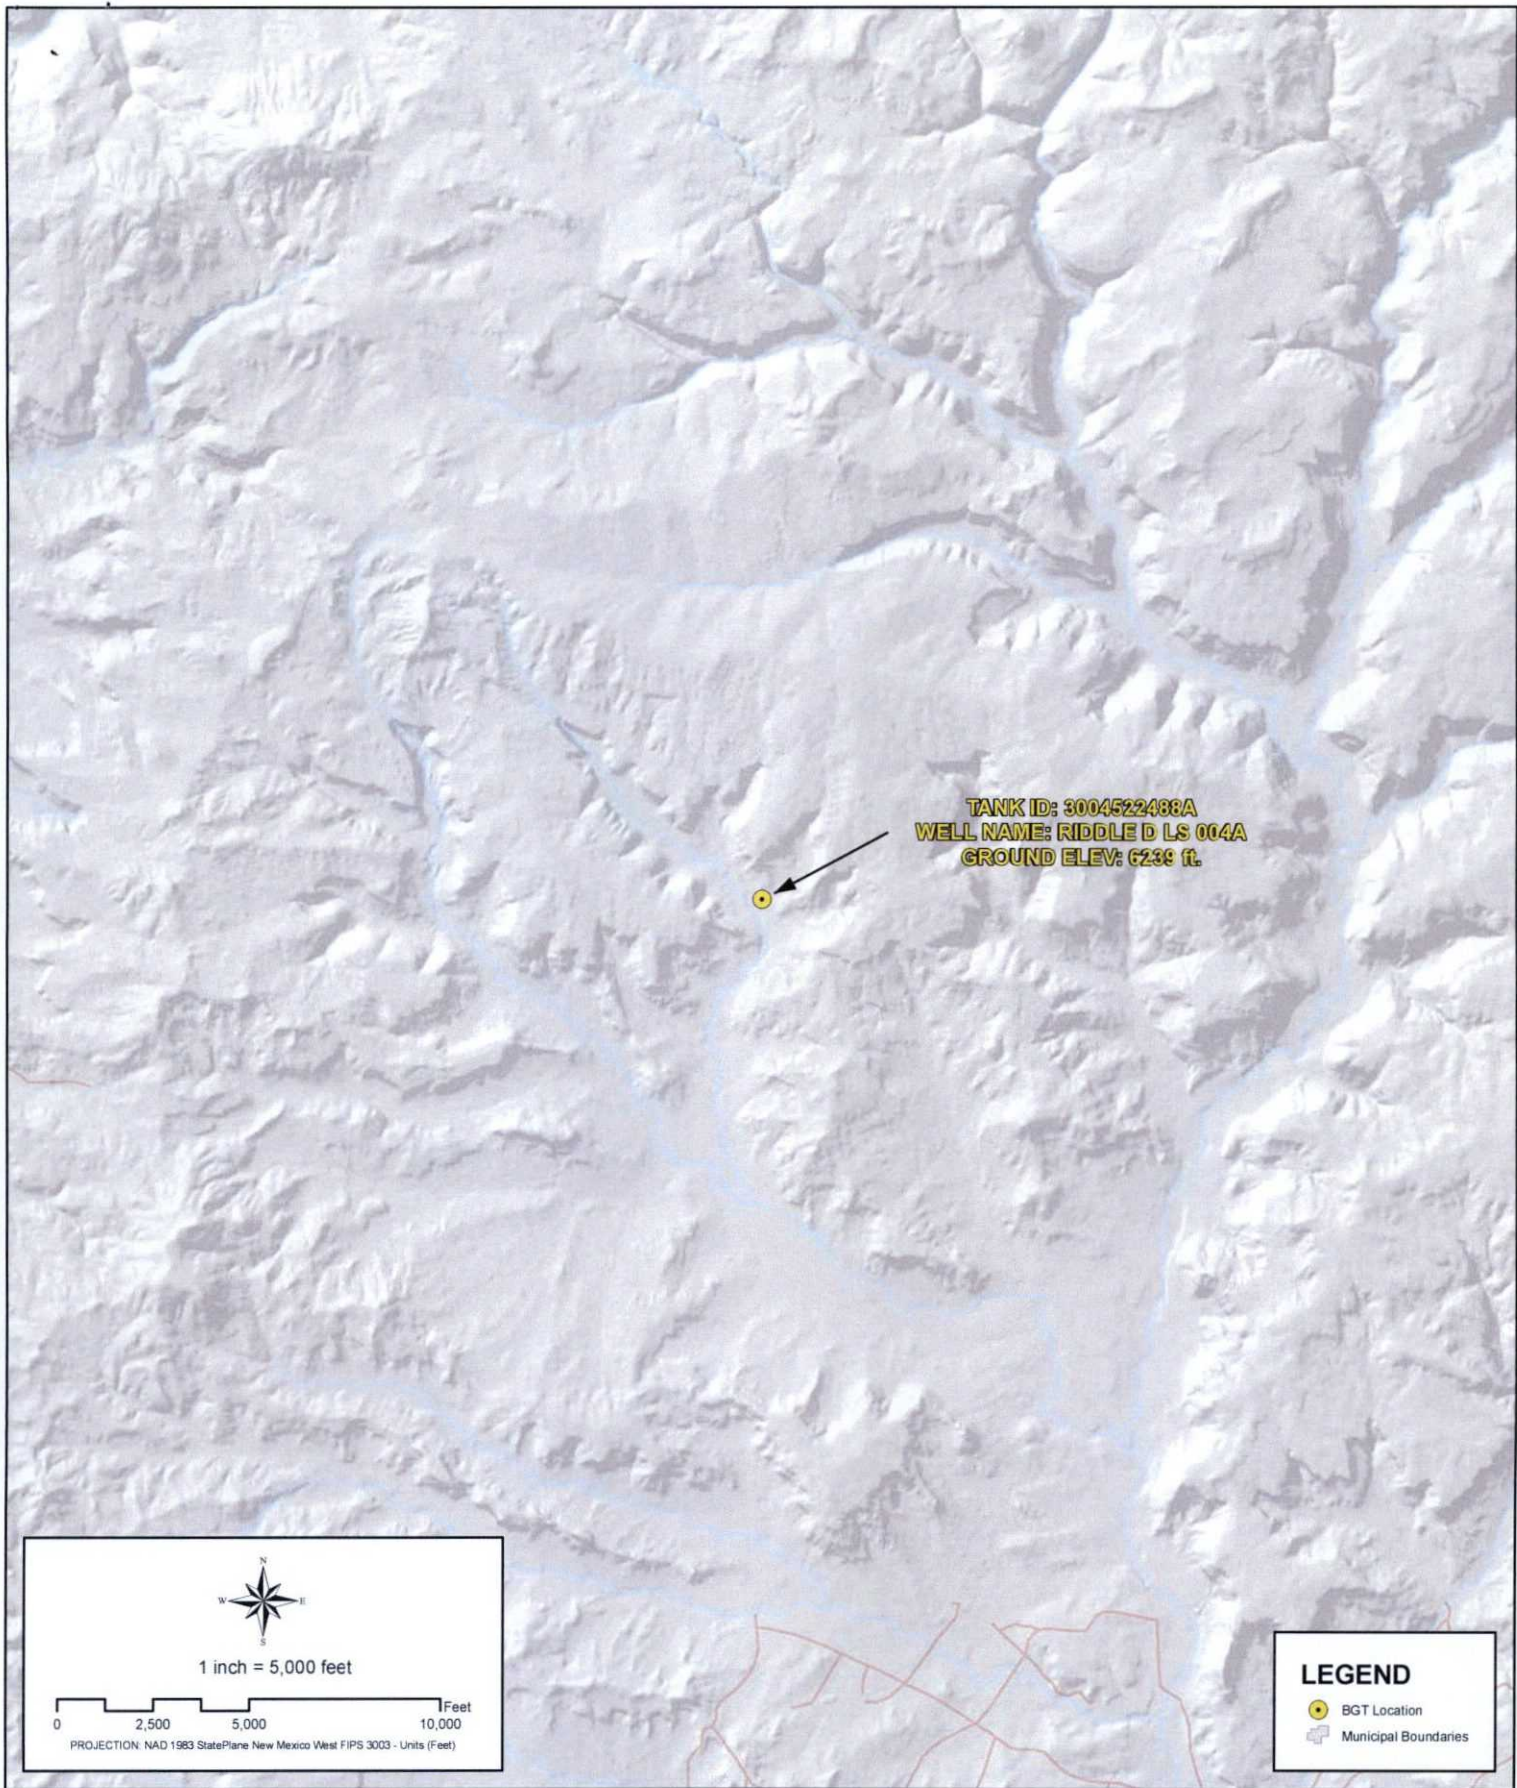 TANK ID: 3004522488A
WELL NAME: RIDDLE D LS 004A
GROUND ELEV: 6239 ft.
N
W E
S
1 inch = 5,000 feet
Feet
0 2,500 5,000 10,000
PROJECTION: NAD 1983 StatePlane New Mexico West FIPS 3003 - Units (Feet)
LEGEND
BGT Location
Municipal Boundaries